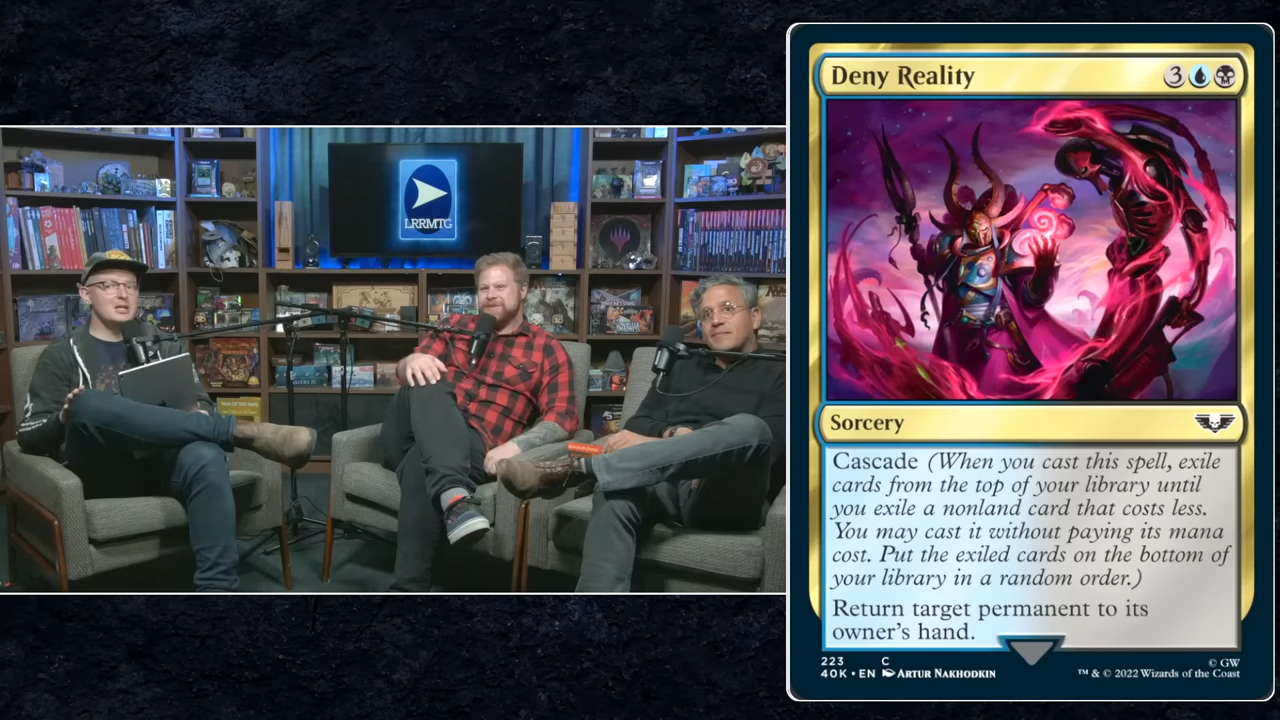 LRRMTG
Deny Reality
3
Sorcery
Cascade (When you cast this spell, exile
cards from the top of your library until
you exile a nonland card that costs less.
You may cast it without paying its mana
cost. Put the exiled cards on the bottom of
your library in a random order.)
Return target permanent to its
owner's hand.
223 C
40K • EN ARTUR NAKHODKIN
© GW
™ & © 2022 Wizards of the Coast